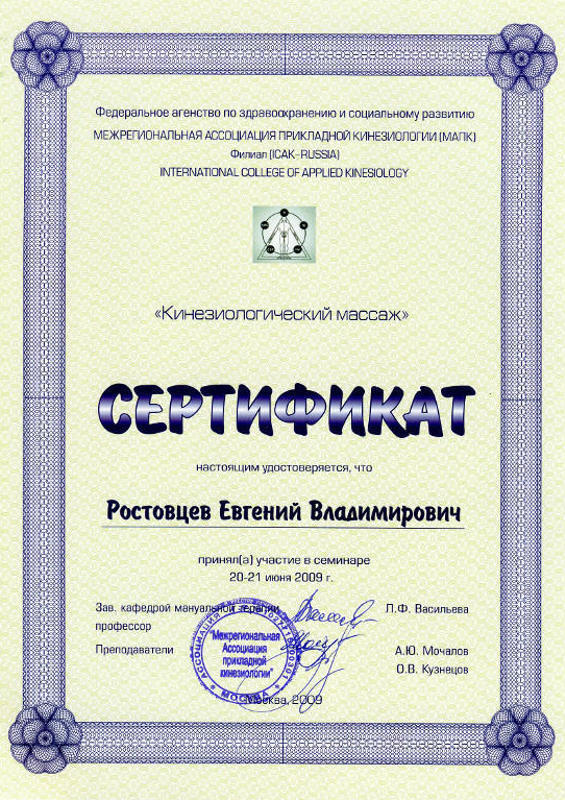 Федеральное агенство по здравоохранению и социальному развитию
МЕЖРЕГИОНАЛЬНАЯ АССОЦИАЦИЯ ПРИКЛАДНОЙ КИНЕЗИОЛОГИИ (МАПК)
Филиал (ICAK-RUSSIA)
INTERNATIONAL COLLEGE OF APPLIED KINESIOLOGY
«Кинезиологический массаж»
СЕРТИФИКАТ
настоящим удостоверяется, что
Ростовцев Евгений Владимирович
принял(а) участие в семинаре
20-21 июня 2009 г.
Зав. кафедрой мануальной терапии Л.Ф. Васильева
профессор
Преподаватели А.Ю. Мочалов
О.В. Кузнецов
"Межрегиональная
Ассоциация
прикладной
кинезиологии"
АССОЦИАЦИЯ
МОСКВА
Москва, 2009